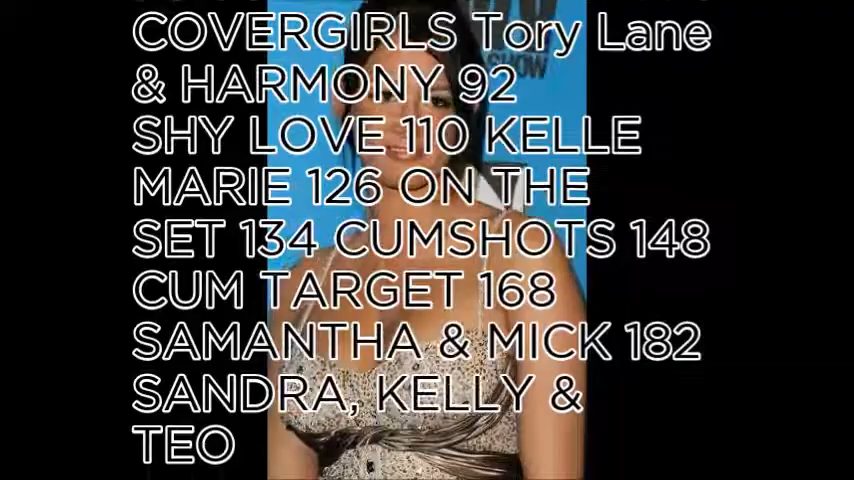 COVERGIRLS Tory Lane
& HARMONY 92
SHOW
SHY LOVE 110 KELLE
MARIE 126 ON THE
SET 134 CUMSHOTS 148
CUM TARGET 168
SAMANTHA & MICK 182
SANDRA, KELLY &
TEO